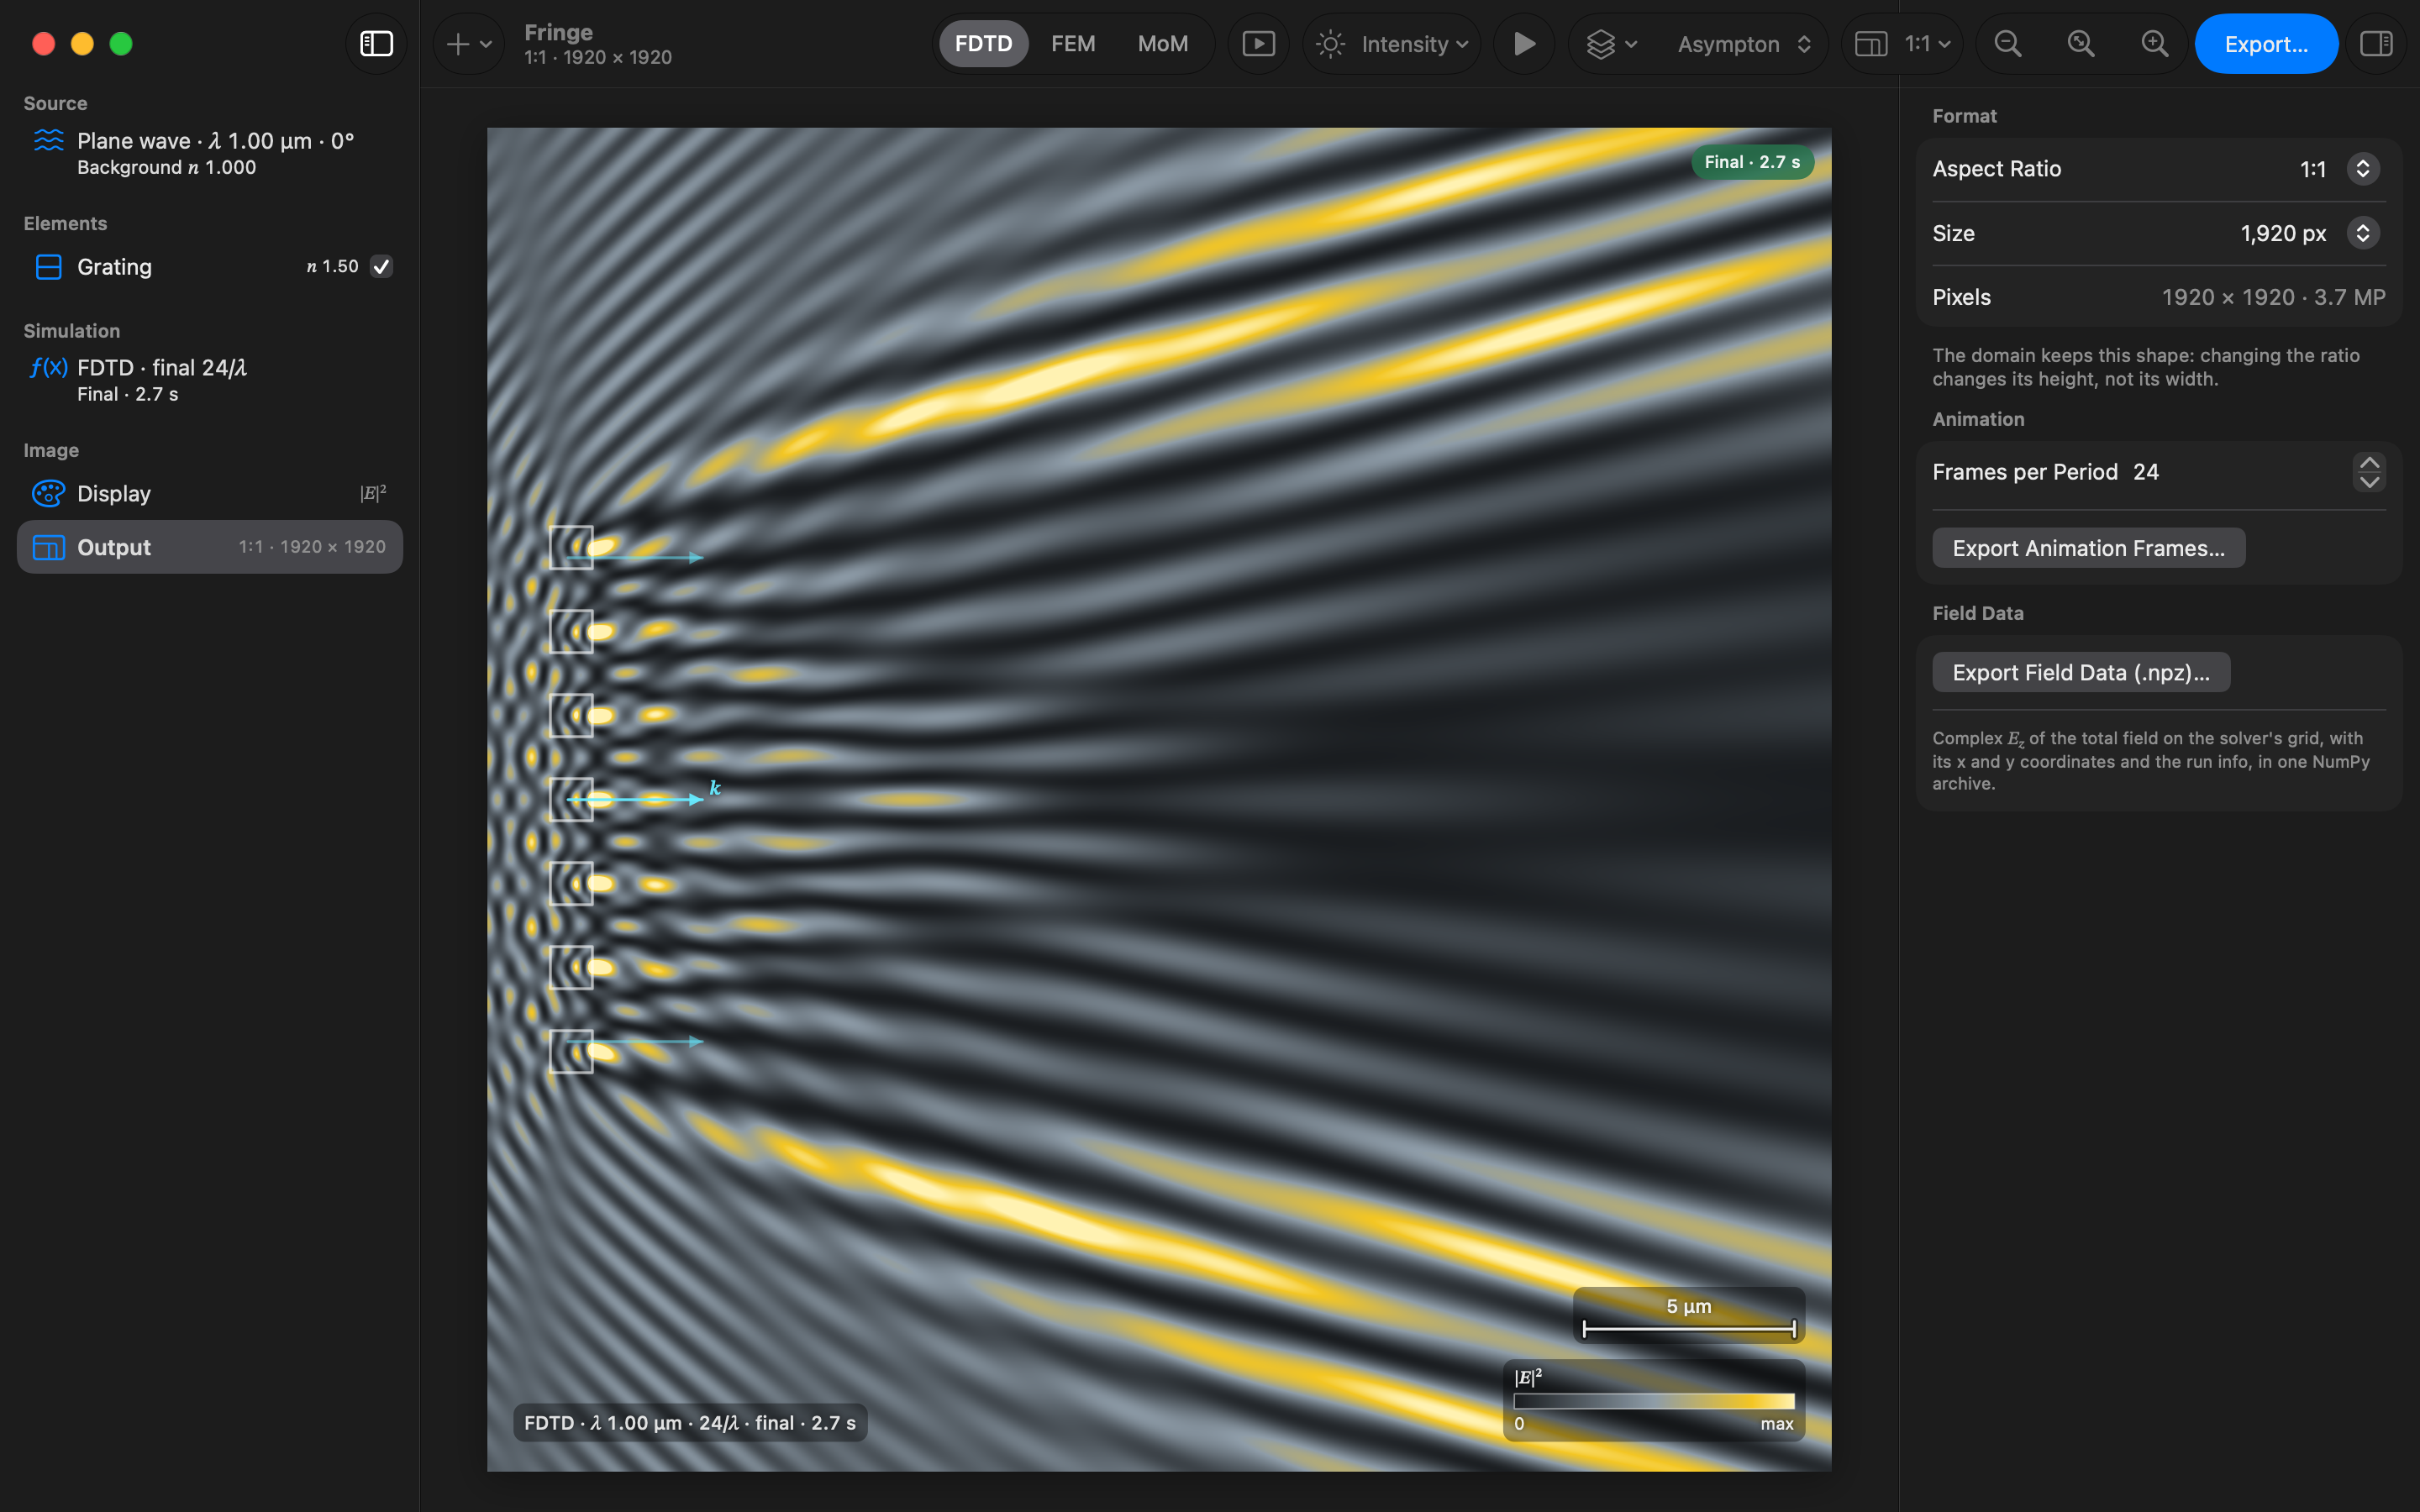 Fringe
1:1 · 1920 × 1920
FDTD
FEM
MoM
Intensity
Asympton
1:1
Export...
Source
Plane wave · λ 1.00 µm · 0°
Background n 1.000
Elements
Grating
n 1.50
Simulation
f(x) FDTD · final 24/λ
Final · 2.7 s
Image
Display
|E|²
Output
1:1 · 1920 × 1920
Final · 2.7 s
k
5 µm
|E|²
0
max
FDTD · λ 1.00 µm · 24/λ · final · 2.7 s
Format
Aspect Ratio
1:1
Size
1,920 px
Pixels
1920 × 1920 · 3.7 MP
The domain keeps this shape: changing the ratio
changes its height, not its width.
Animation
Frames per Period 24
Export Animation Frames...
Field Data
Export Field Data (.npz)...
Complex E_z of the total field on the solver's grid, with
its x and y coordinates and the run info, in one NumPy
archive.